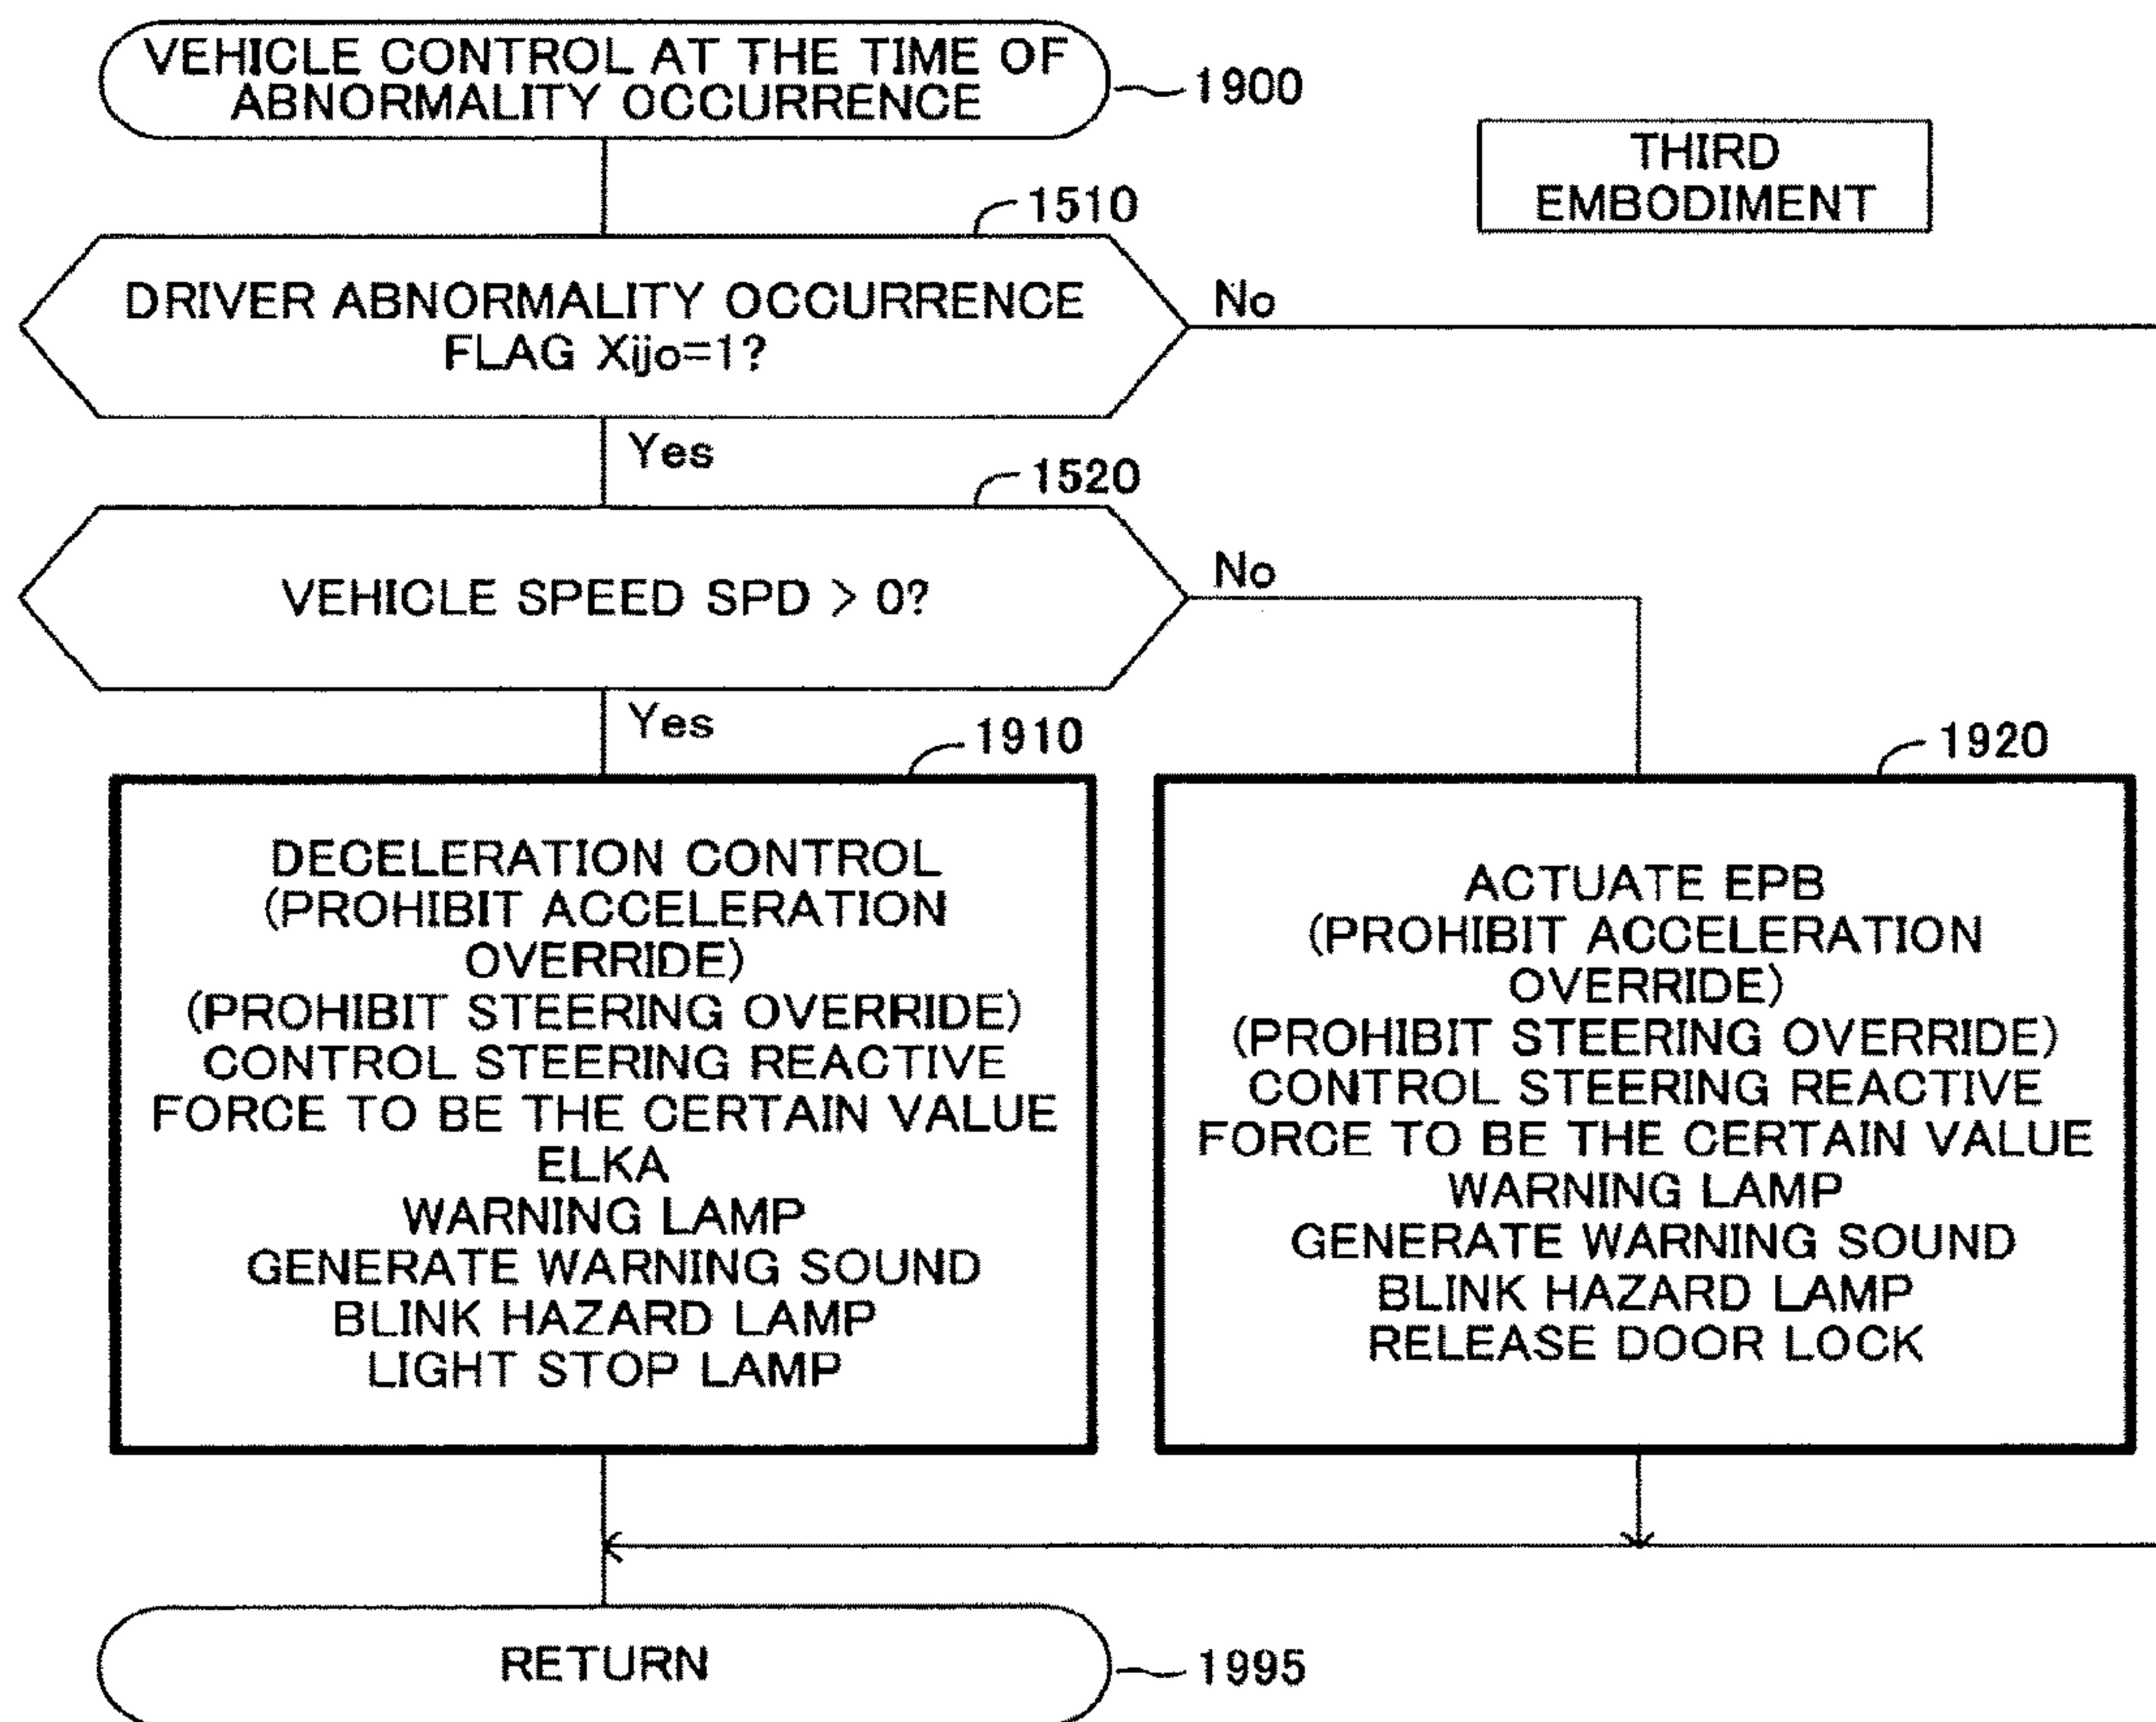 VEHICLE CONTROL AT THE TIME OF
ABNORMALITY OCCURRENCE
1900
THIRD
EMBODIMENT
1510
DRIVER ABNORMALITY OCCURRENCE
FLAG Xijo=1?
No
Yes
1520
VEHICLE SPEED SPD > 0?
No
Yes
1910
DECELERATION CONTROL
(PROHIBIT ACCELERATION
OVERRIDE)
(PROHIBIT STEERING OVERRIDE)
CONTROL STEERING REACTIVE
FORCE TO BE THE CERTAIN VALUE
ELKA
WARNING LAMP
GENERATE WARNING SOUND
BLINK HAZARD LAMP
LIGHT STOP LAMP
1920
ACTUATE EPB
(PROHIBIT ACCELERATION
OVERRIDE)
(PROHIBIT STEERING OVERRIDE)
CONTROL STEERING REACTIVE
FORCE TO BE THE CERTAIN VALUE
WARNING LAMP
GENERATE WARNING SOUND
BLINK HAZARD LAMP
RELEASE DOOR LOCK
RETURN
1995